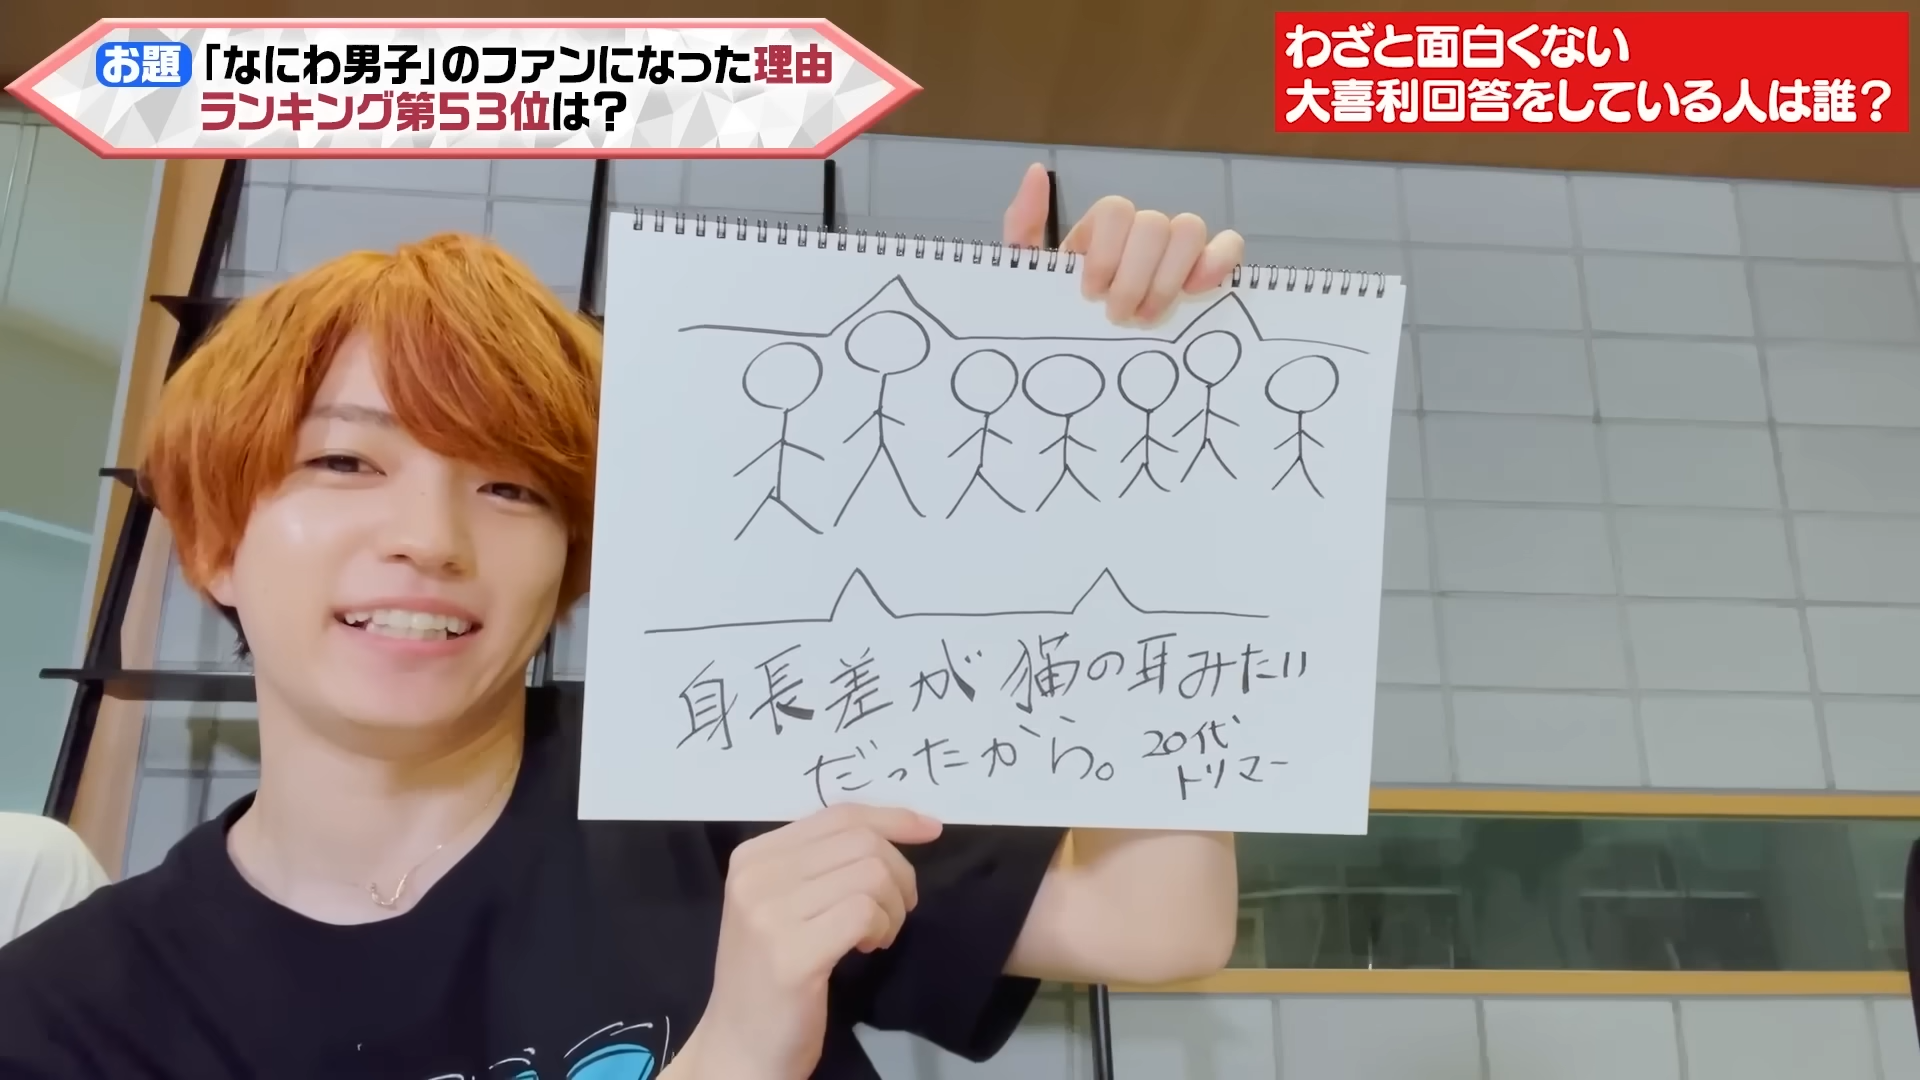 お題「なにわ男子」のファンになった理由
ランキング第53位は？
わざと面白くない
大喜利回答をしている人は誰？
身長差が猫の耳みたい
だったから。
20代
トリマー